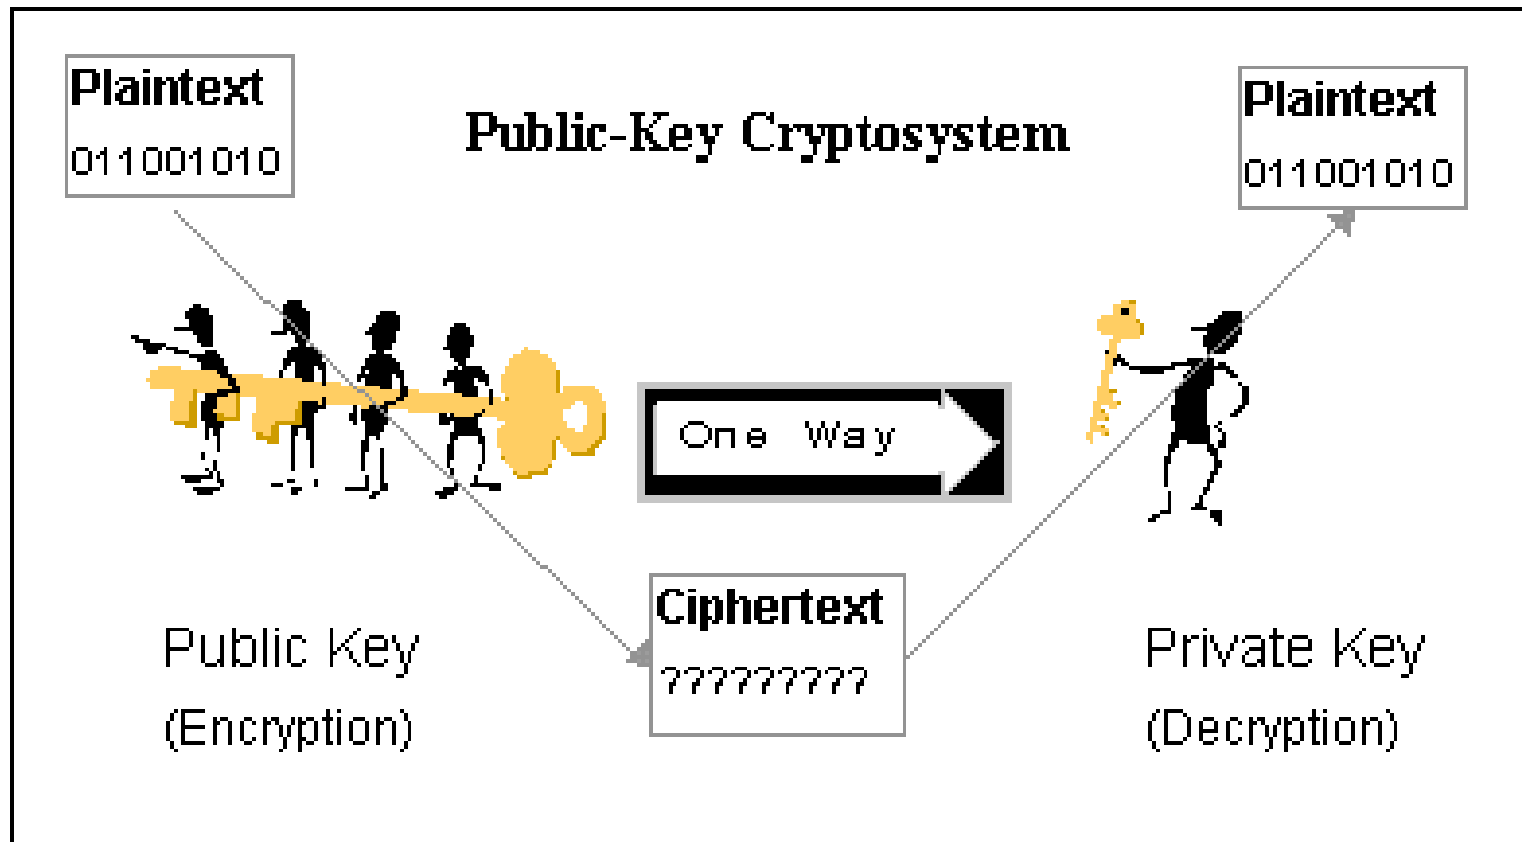 Plaintext
011001010
Public-Key Cryptosystem
Plaintext
011001010
One Way
Ciphertext
?????????
Public Key
(Encryption)
Private Key
(Decryption)